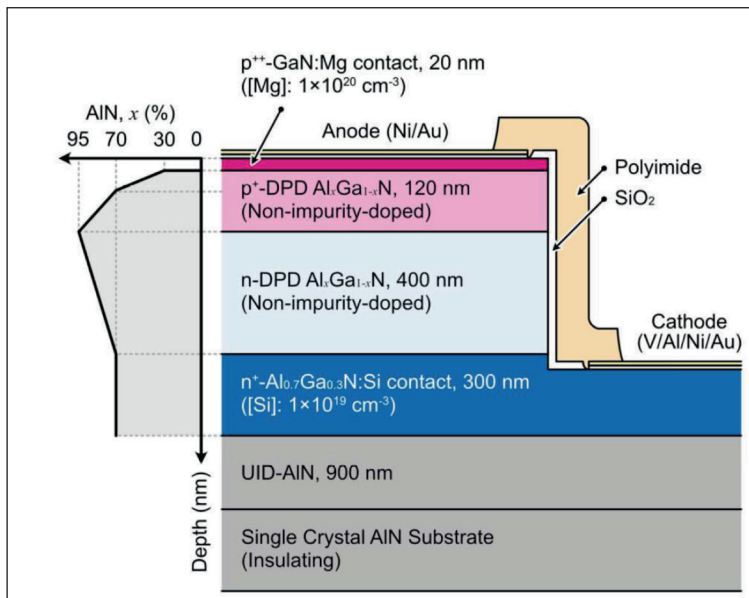 p⁺⁺-GaN:Mg contact, 20 nm
([Mg]: 1×10²⁰ cm⁻³)
AlN, x (%)
95 70 30 0
Anode (Ni/Au)
Polyimide
SiO₂
p⁺-DPD AlₓGa₁₋ₓN, 120 nm
(Non-impurity-doped)
n-DPD AlₓGa₁₋ₓN, 400 nm
(Non-impurity-doped)
Cathode
(V/Al/Ni/Au)
n⁺-Al₀.₇Ga₀.₃N:Si contact, 300 nm
([Si]: 1×10¹⁹ cm⁻³)
UID-AlN, 900 nm
Depth (nm)
Single Crystal AlN Substrate
(Insulating)